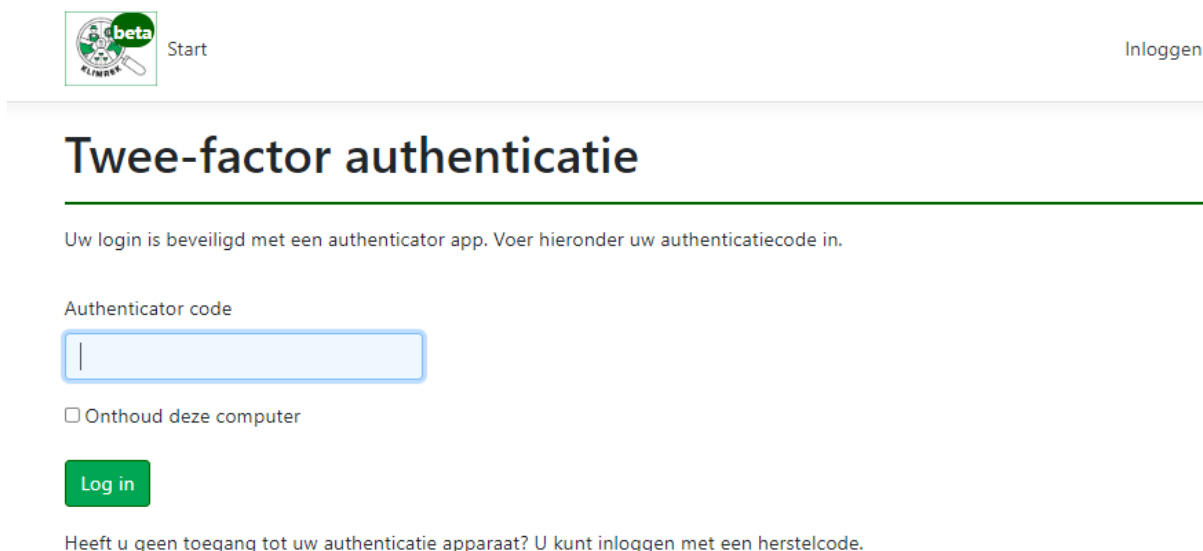 beta
KLIMREK
Start
Inloggen
Twee-factor authenticatie
Uw login is beveiligd met een authenticator app. Voer hieronder uw authenticatiecode in.
Authenticator code
Onthoud deze computer
Log in
Heeft u geen toegang tot uw authenticatie apparaat? U kunt inloggen met een herstelcode.